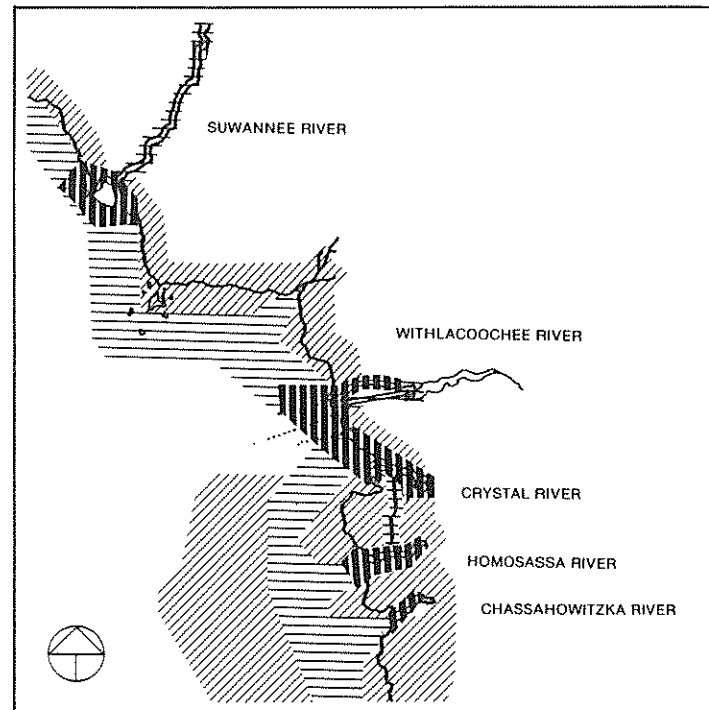 SUWANNEE RIVER
WITHLACOOCHEE RIVER
CRYSTAL RIVER
HOMOSASSA RIVER
CHASSAHOWITZKA RIVER